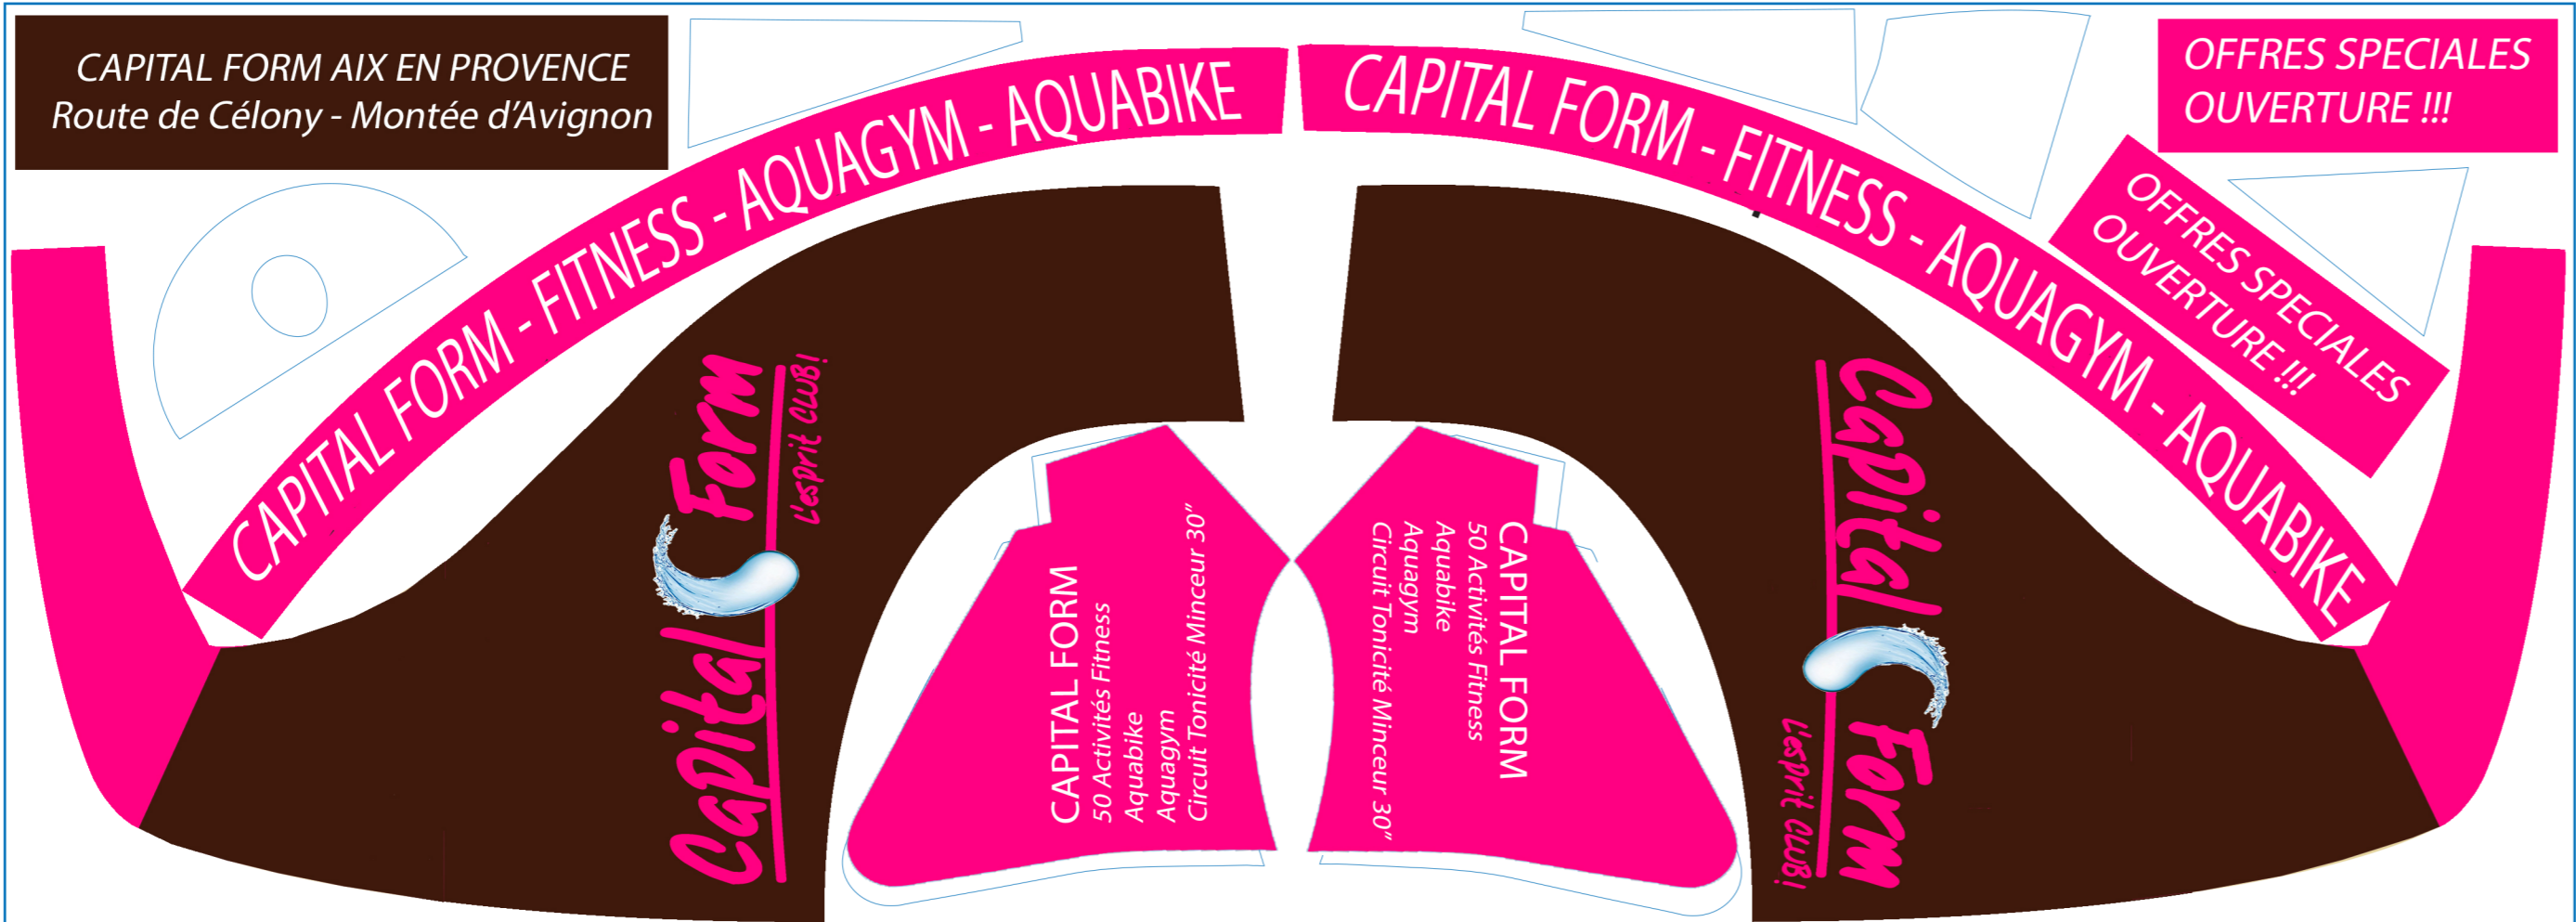 CAPITAL FORM AIX EN PROVENCE
Route de Célony - Montée d'Avignon
OFFRES SPECIALES
OUVERTURE !!!
CAPITAL FORM - FITNESS - AQUAGYM - AQUABIKE
CAPITAL FORM - FITNESS - AQUAGYM - AQUABIKE
OFFRES SPECIALES
OUVERTURE !!!
Capital Form
L'esprit CLUB!
CAPITAL FORM
50 Activités Fitness
Aquabike
Aquagym
Circuit Tonicité Minceur 30"
CAPITAL FORM
50 Activités Fitness
Aquabike
Aquagym
Circuit Tonicité Minceur 30"
Capital Form
L'esprit CLUB!